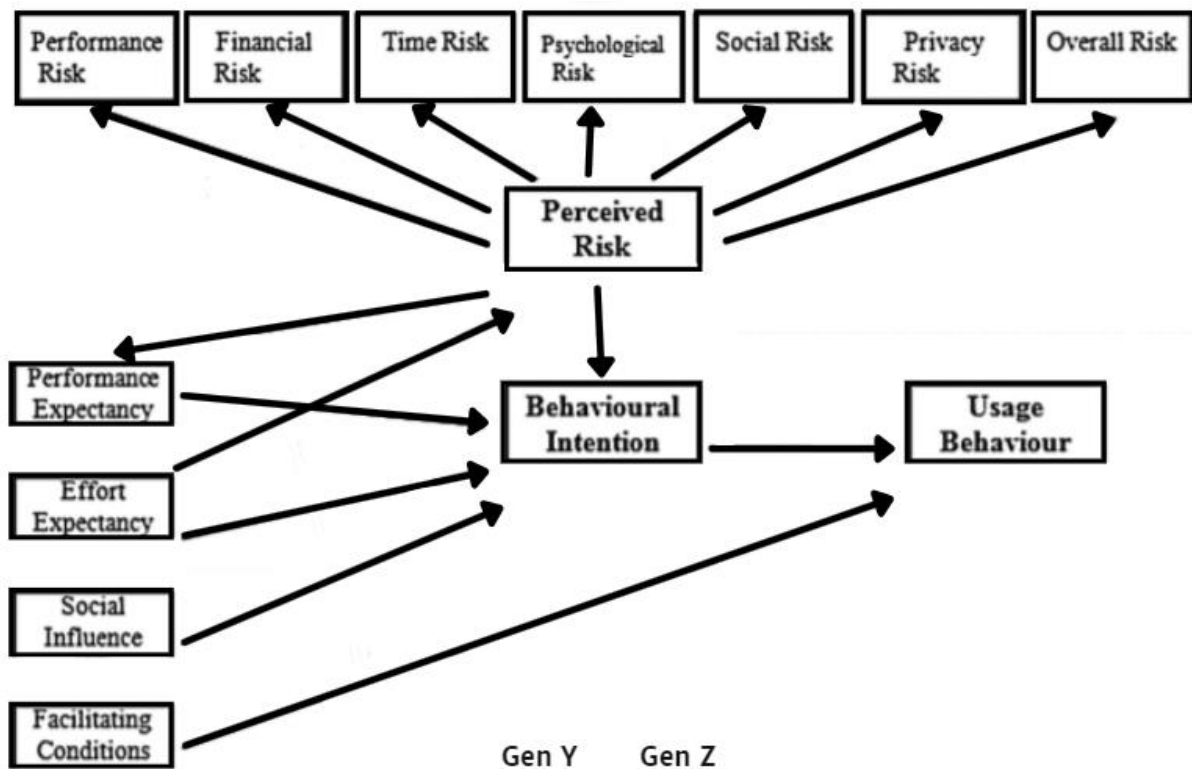 Performance
Risk
Financial
Risk
Time Risk
Psychological
Risk
Social Risk
Privacy
Risk
Overall Risk
Perceived
Risk
Performance
Expectancy
Behavioural
Intention
Usage
Behaviour
Effort
Expectancy
Social
Influence
Facilitating
Conditions
Gen Y Gen Z